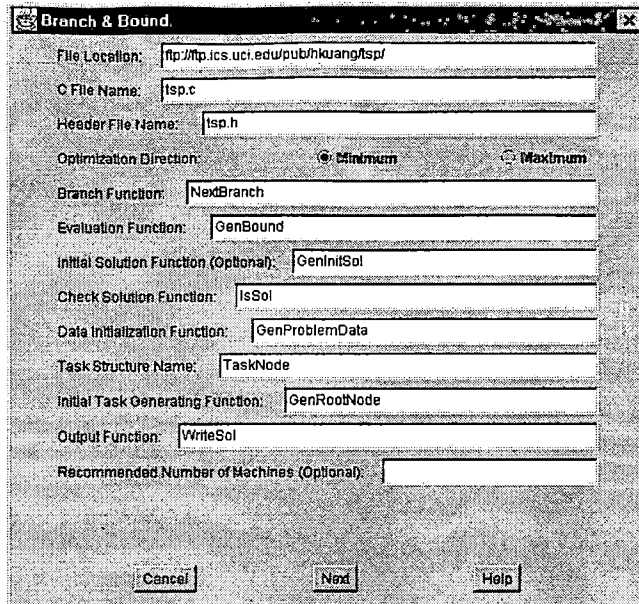 Branch & Bound.
File Location: ftp://ftp.ics.uci.edu/pub/hkuang/tsp/
C File Name: tsp.c
Header File Name: tsp.h
Optimization Direction: Minimum Maximum
Branch Function: NextBranch
Evaluation Function: GenBound
Initial Solution Function (Optional): GenInitSol
Check Solution Function: IsSol
Data Initialization Function: GenProblemData
Task Structure Name: TaskNode
Initial Task Generating Function: GenRootNode
Output Function: WriteSol
Recommended Number of Machines (Optional):
Cancel Next Help